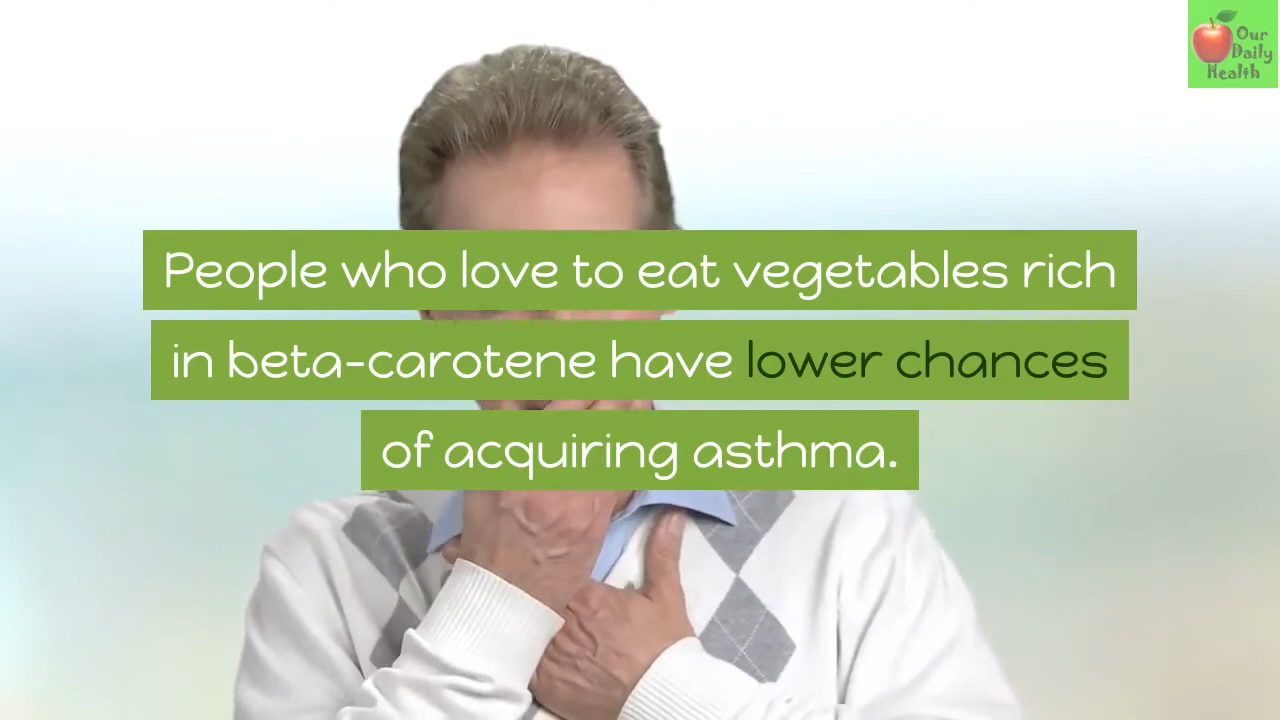 Our
Daily
Health
People who love to eat vegetables rich
in beta-carotene have lower chances
of acquiring asthma.